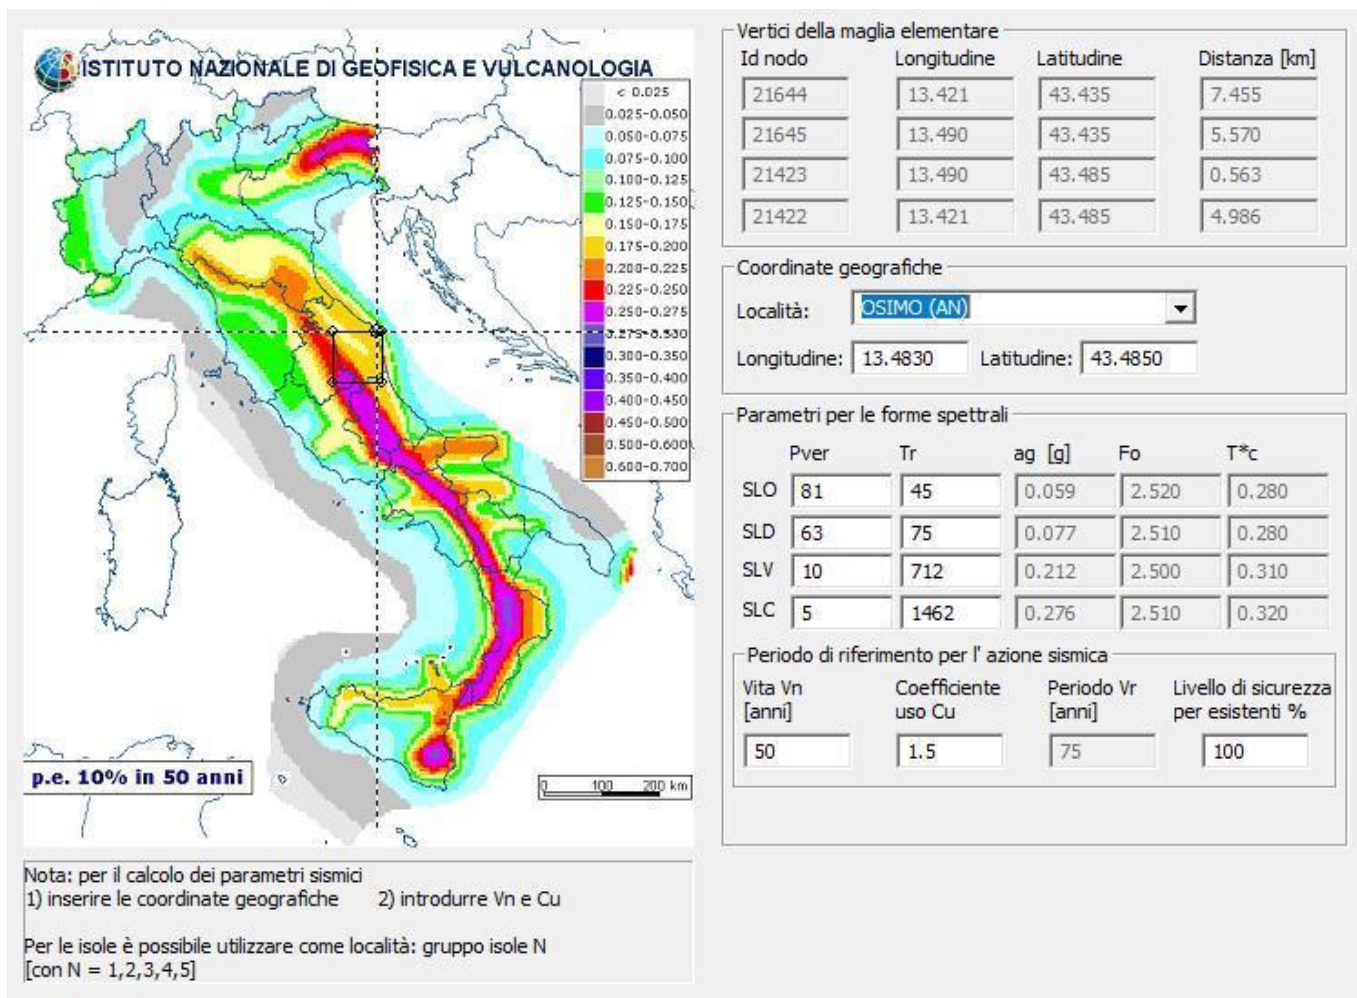 ISTITUTO NAZIONALE DI GEOFISICA E VULCANOLOGIA
< 0.025
0.025-0.050
0.050-0.075
0.075-0.100
0.100-0.125
0.125-0.150
0.150-0.175
0.175-0.200
0.200-0.225
0.225-0.250
0.250-0.275
0.275-0.300
0.300-0.350
0.350-0.400
0.400-0.450
0.450-0.500
0.500-0.600
0.600-0.700
p.e. 10% in 50 anni
0 100 200 km
Nota: per il calcolo dei parametri sismici
1) inserire le coordinate geografiche 2) introdurre Vn e Cu
Per le isole è possibile utilizzare come località: gruppo isole N
[con N = 1,2,3,4,5]
Vertici della maglia elementare
Id nodo Longitudine Latitudine Distanza [km]
21644 13.421 43.435 7.455
21645 13.490 43.435 5.570
21423 13.490 43.485 0.563
21422 13.421 43.485 4.986
Coordinate geografiche
Località: OSIMO (AN)
Longitudine: 13.4830 Latitudine: 43.4850
Parametri per le forme spettrali
Pver Tr ag [g] Fo T*c
SLO 81 45 0.059 2.520 0.280
SLD 63 75 0.077 2.510 0.280
SLV 10 712 0.212 2.500 0.310
SLC 5 1462 0.276 2.510 0.320
Periodo di riferimento per l' azione sismica
Vita Vn Coefficiente Periodo Vr Livello di sicurezza
[anni] uso Cu [anni] per esistenti %
50 1.5 75 100